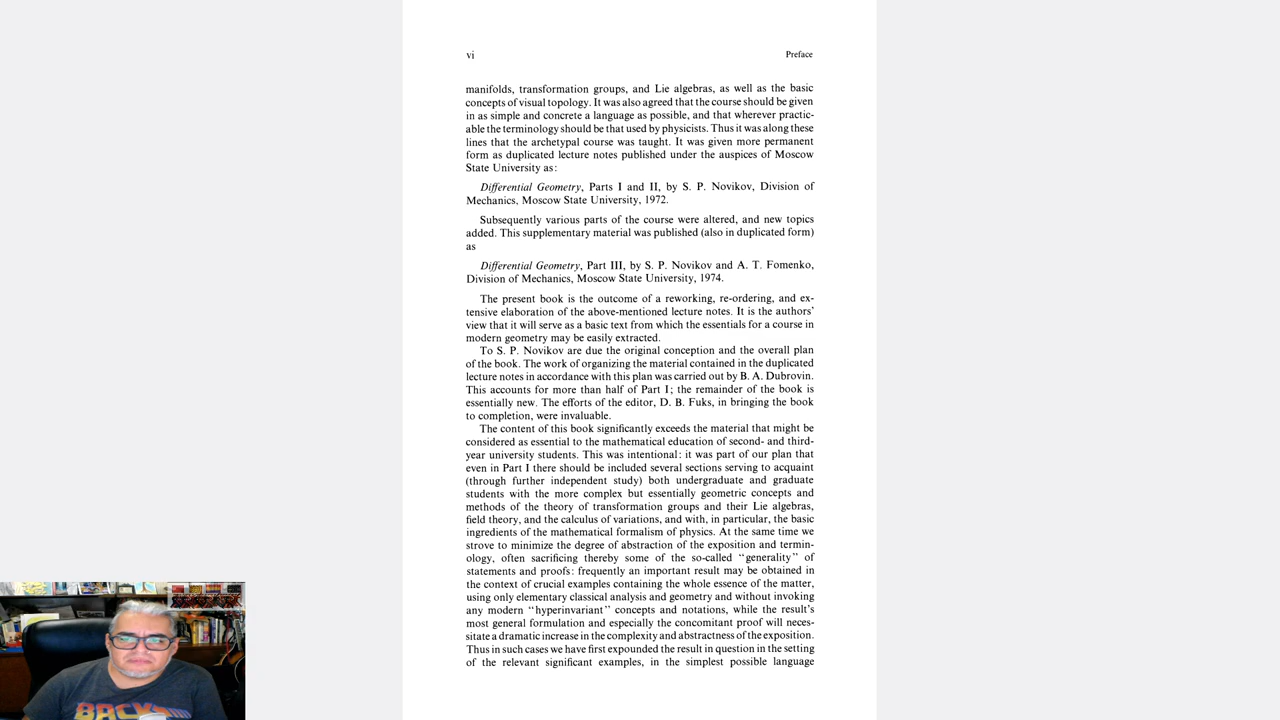 vi Preface
manifolds, transformation groups, and Lie algebras, as well as the basic
concepts of visual topology. It was also agreed that the course should be given
in as simple and concrete a language as possible, and that wherever practic-
able the terminology should be that used by physicists. Thus it was along these
lines that the archetypal course was taught. It was given more permanent
form as duplicated lecture notes published under the auspices of Moscow
State University as:
Differential Geometry, Parts I and II, by S. P. Novikov, Division of
Mechanics, Moscow State University, 1972.
Subsequently various parts of the course were altered, and new topics
added. This supplementary material was published (also in duplicated form)
as
Differential Geometry, Part III, by S. P. Novikov and A. T. Fomenko,
Division of Mechanics, Moscow State University, 1974.
The present book is the outcome of a reworking, re-ordering, and ex-
tensive elaboration of the above-mentioned lecture notes. It is the authors'
view that it will serve as a basic text from which the essentials for a course in
modern geometry may be easily extracted.
To S. P. Novikov are due the original conception and the overall plan
of the book. The work of organizing the material contained in the duplicated
lecture notes in accordance with this plan was carried out by B. A. Dubrovin.
This accounts for more than half of Part I; the remainder of the book is
essentially new. The efforts of the editor, D. B. Fuks, in bringing the book
to completion, were invaluable.
The content of this book significantly exceeds the material that might be
considered as essential to the mathematical education of second- and third-
year university students. This was intentional: it was part of our plan that
even in Part I there should be included several sections serving to acquaint
(through further independent study) both undergraduate and graduate
students with the more complex but essentially geometric concepts and
methods of the theory of transformation groups and their Lie algebras,
field theory, and the calculus of variations, and with, in particular, the basic
ingredients of the mathematical formalism of physics. At the same time we
strove to minimize the degree of abstraction of the exposition and termin-
ology, often sacrificing thereby some of the so-called "generality" of
statements and proofs: frequently an important result may be obtained in
the context of crucial examples containing the whole essence of the matter,
using only elementary classical analysis and geometry and without invoking
any modern "hyperinvariant" concepts and notations, while the result's
most general formulation and especially the concomitant proof will neces-
sitate a dramatic increase in the complexity and abstractness of the exposition.
Thus in such cases we have first expounded the result in question in the setting
of the relevant significant examples, in the simplest possible language
BACK